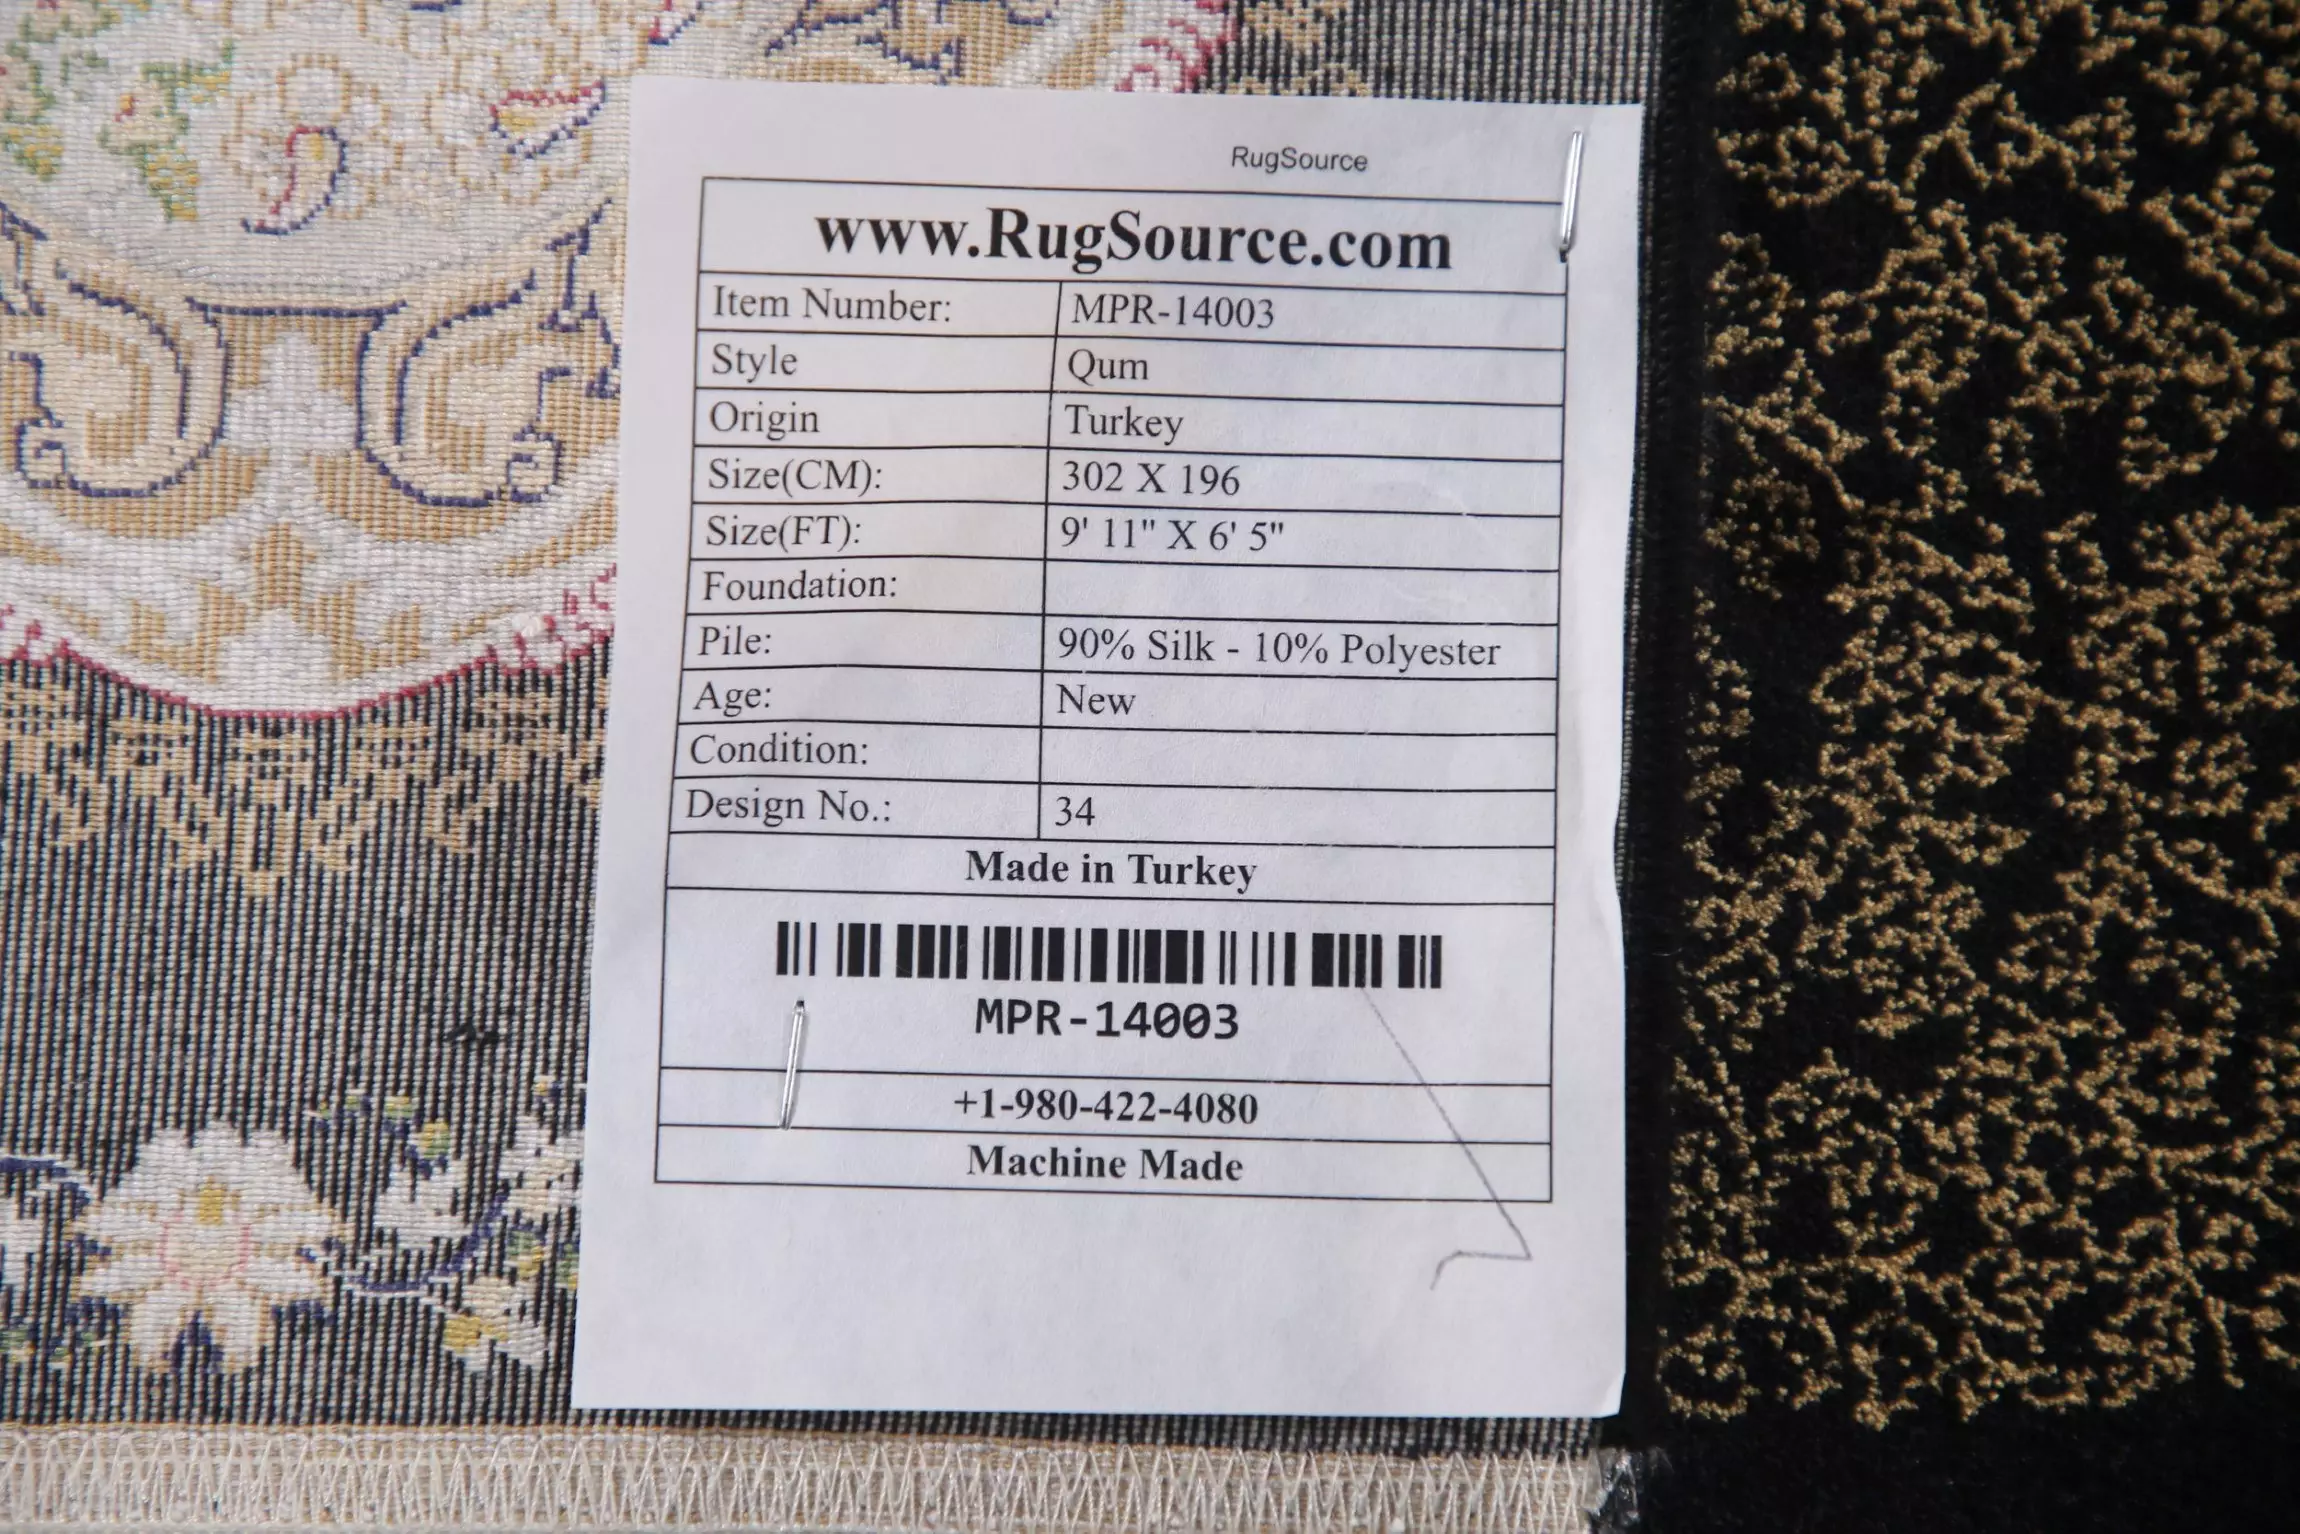 RugSource
www.RugSource.com
Item Number: MPR-14003
Style Qum
Origin Turkey
Size(CM): 302 X 196
Size(FT): 9' 11" X 6' 5"
Foundation:
Pile: 90% Silk - 10% Polyester
Age: New
Condition:
Design No.: 34
Made in Turkey
MPR-14003
+1-980-422-4080
Machine Made